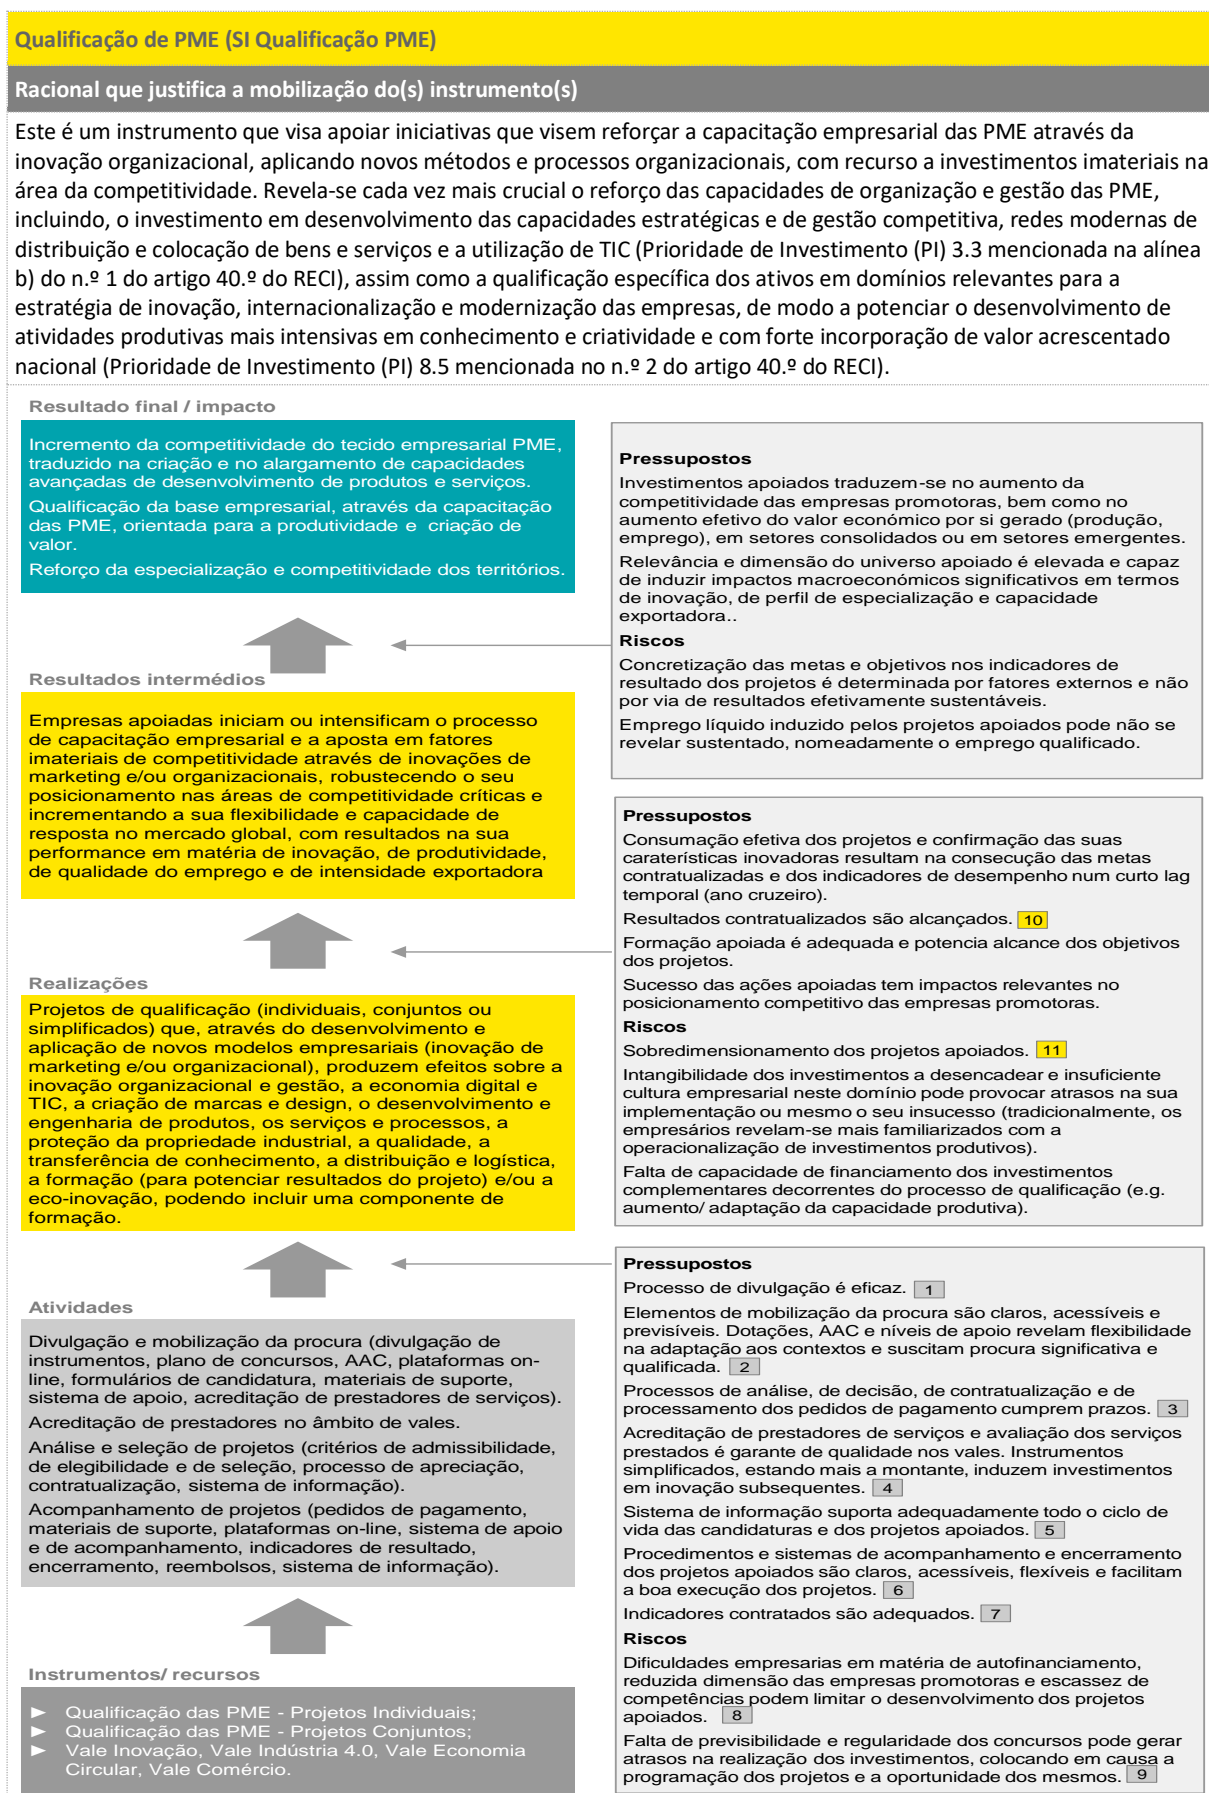 Qualificação de PME (SI Qualificação PME)
Racional que justifica a mobilização do(s) instrumento(s)
Este é um instrumento que visa apoiar iniciativas que visem reforçar a capacitação empresarial das PME através da
inovação organizacional, aplicando novos métodos e processos organizacionais, com recurso a investimentos imateriais na
área da competitividade. Revela-se cada vez mais crucial o reforço das capacidades de organização e gestão das PME,
incluindo, o investimento em desenvolvimento das capacidades estratégicas e de gestão competitiva, redes modernas de
distribuição e colocação de bens e serviços e a utilização de TIC (Prioridade de Investimento (PI) 3.3 mencionada na alínea
b) do n.º 1 do artigo 40.º do RECI), assim como a qualificação específica dos ativos em domínios relevantes para a
estratégia de inovação, internacionalização e modernização das empresas, de modo a potenciar o desenvolvimento de
atividades produtivas mais intensivas em conhecimento e criatividade e com forte incorporação de valor acrescentado
nacional (Prioridade de Investimento (PI) 8.5 mencionada no n.º 2 do artigo 40.º do RECI).
Resultado final / impacto
Incremento da competitividade do tecido empresarial PME,
traduzido na criação e no alargamento de capacidades
avançadas de desenvolvimento de produtos e serviços.
Qualificação da base empresarial, através da capacitação
das PME, orientada para a produtividade e criação de
valor.
Reforço da especialização e competitividade dos territórios.
Pressupostos
Investimentos apoiados traduzem-se no aumento da
competitividade das empresas promotoras, bem como no
aumento efetivo do valor económico por si gerado (produção,
emprego), em setores consolidados ou em setores emergentes.
Relevância e dimensão do universo apoiado é elevada e capaz
de induzir impactos macroeconómicos significativos em termos
de inovação, de perfil de especialização e capacidade
exportadora..
Riscos
Concretização das metas e objetivos nos indicadores de
resultado dos projetos é determinada por fatores externos e não
por via de resultados efetivamente sustentáveis.
Emprego líquido induzido pelos projetos apoiados pode não se
revelar sustentado, nomeadamente o emprego qualificado.
Resultados intermédios
Empresas apoiadas iniciam ou intensificam o processo
de capacitação empresarial e a aposta em fatores
imateriais de competitividade através de inovações de
marketing e/ou organizacionais, robustecendo o seu
posicionamento nas áreas de competitividade críticas e
incrementando a sua flexibilidade e capacidade de
resposta no mercado global, com resultados na sua
performance em matéria de inovação, de produtividade,
de qualidade do emprego e de intensidade exportadora
Pressupostos
Consumação efetiva dos projetos e confirmação das suas
caraterísticas inovadoras resultam na consecução das metas
contratualizadas e dos indicadores de desempenho num curto lag
temporal (ano cruzeiro).
Resultados contratualizados são alcançados. 10
Formação apoiada é adequada e potencia alcance dos objetivos
dos projetos.
Sucesso das ações apoiadas tem impactos relevantes no
posicionamento competitivo das empresas promotoras.
Riscos
Sobredimensionamento dos projetos apoiados. 11
Intangibilidade dos investimentos a desencadear e insuficiente
cultura empresarial neste domínio pode provocar atrasos na sua
implementação ou mesmo o seu insucesso (tradicionalmente, os
empresários revelam-se mais familiarizados com a
operacionalização de investimentos produtivos).
Falta de capacidade de financiamento dos investimentos
complementares decorrentes do processo de qualificação (e.g.
aumento/ adaptação da capacidade produtiva).
Realizações
Projetos de qualificação (individuais, conjuntos ou
simplificados) que, através do desenvolvimento e
aplicação de novos modelos empresariais (inovação de
marketing e/ou organizacional), produzem efeitos sobre a
inovação organizacional e gestão, a economia digital e
TIC, a criação de marcas e design, o desenvolvimento e
engenharia de produtos, os serviços e processos, a
proteção da propriedade industrial, a qualidade, a
transferência de conhecimento, a distribuição e logística,
a formação (para potenciar resultados do projeto) e/ou a
eco-inovação, podendo incluir uma componente de
formação.
Pressupostos
Processo de divulgação é eficaz. 1
Elementos de mobilização da procura são claros, acessíveis e
previsíveis. Dotações, AAC e níveis de apoio revelam flexibilidade
na adaptação aos contextos e suscitam procura significativa e
qualificada. 2
Processos de análise, de decisão, de contratualização e de
processamento dos pedidos de pagamento cumprem prazos. 3
Acreditação de prestadores de serviços e avaliação dos serviços
prestados é garante de qualidade nos vales. Instrumentos
simplificados, estando mais a montante, induzem investimentos
em inovação subsequentes. 4
Sistema de informação suporta adequadamente todo o ciclo de
vida das candidaturas e dos projetos apoiados. 5
Procedimentos e sistemas de acompanhamento e encerramento
dos projetos apoiados são claros, acessíveis, flexíveis e facilitam
a boa execução dos projetos. 6
Indicadores contratados são adequados. 7
Riscos
Dificuldades empresarias em matéria de autofinanciamento,
reduzida dimensão das empresas promotoras e escassez de
competências podem limitar o desenvolvimento dos projetos
apoiados. 8
Falta de previsibilidade e regularidade dos concursos pode gerar
atrasos na realização dos investimentos, colocando em causa a
programação dos projetos e a oportunidade dos mesmos. 9
Atividades
Divulgação e mobilização da procura (divulgação de
instrumentos, plano de concursos, AAC, plataformas on-
line, formulários de candidatura, materiais de suporte,
sistema de apoio, acreditação de prestadores de serviços).
Acreditação de prestadores no âmbito de vales.
Análise e seleção de projetos (critérios de admissibilidade,
de elegibilidade e de seleção, processo de apreciação,
contratualização, sistema de informação).
Acompanhamento de projetos (pedidos de pagamento,
materiais de suporte, plataformas on-line, sistema de apoio
e de acompanhamento, indicadores de resultado,
encerramento, reembolsos, sistema de informação).
Instrumentos/ recursos
► Qualificação das PME - Projetos Individuais;
► Qualificação das PME - Projetos Conjuntos;
► Vale Inovação, Vale Indústria 4.0, Vale Economia
Circular, Vale Comércio.